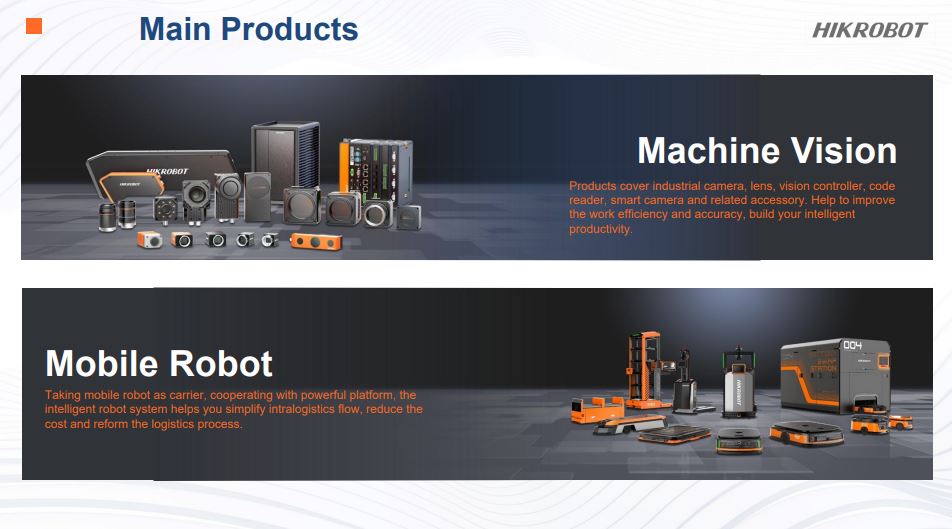 Main Products
HIKROBOT
Machine Vision
Products cover industrial camera, lens, vision controller, code
reader, smart camera and related accessory. Help to improve
the work efficiency and accuracy, build your intelligent
productivity.
HIKROBOT
HIKROBOT
Mobile Robot
Taking mobile robot as carrier, cooperating with powerful platform, the
intelligent robot system helps you simplify intralogistics flow, reduce the
cost and reform the logistics process.
004
STATION
HIKROBOT